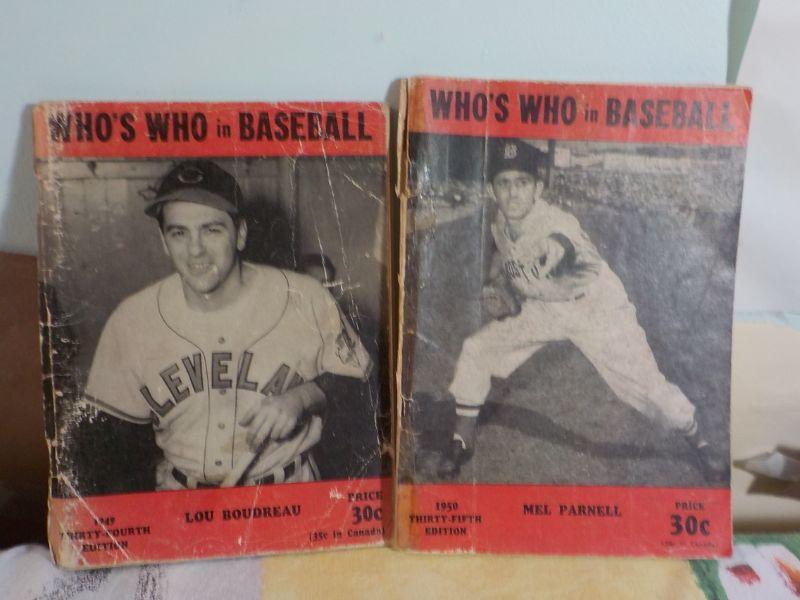 WHO'S WHO in BASEBALL
CLEVELAN
1949
THIRTY-FOURTH
EDITION
LOU BOUDREAU
PRICE
30c
(35c in Canada)
WHO'S WHO in BASEBALL
B
1950
THIRTY-FIFTH
EDITION
MEL PARNELL
PRICE
30c